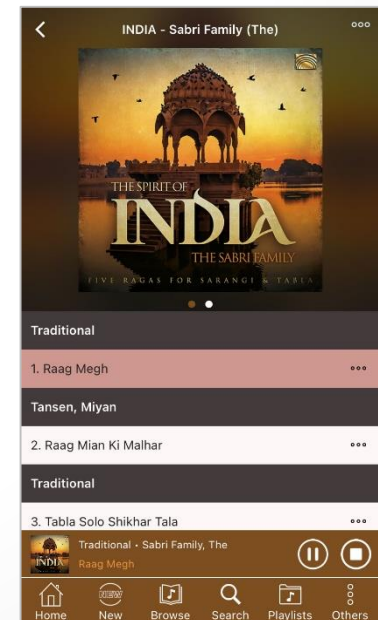 INDIA - Sabri Family (The)
THE SPIRIT OF
INDIA
THE SABRI FAMILY
FIVE RAGAS FOR SARANGI & TABLA
Traditional
1. Raag Megh
Tansen, Miyan
2. Raag Mian Ki Malhar
Traditional
3. Tabla Solo Shikhar Tala
INDIA
Traditional • Sabri Family, The
Raag Megh
NEW
Home New Browse Search Playlists Others